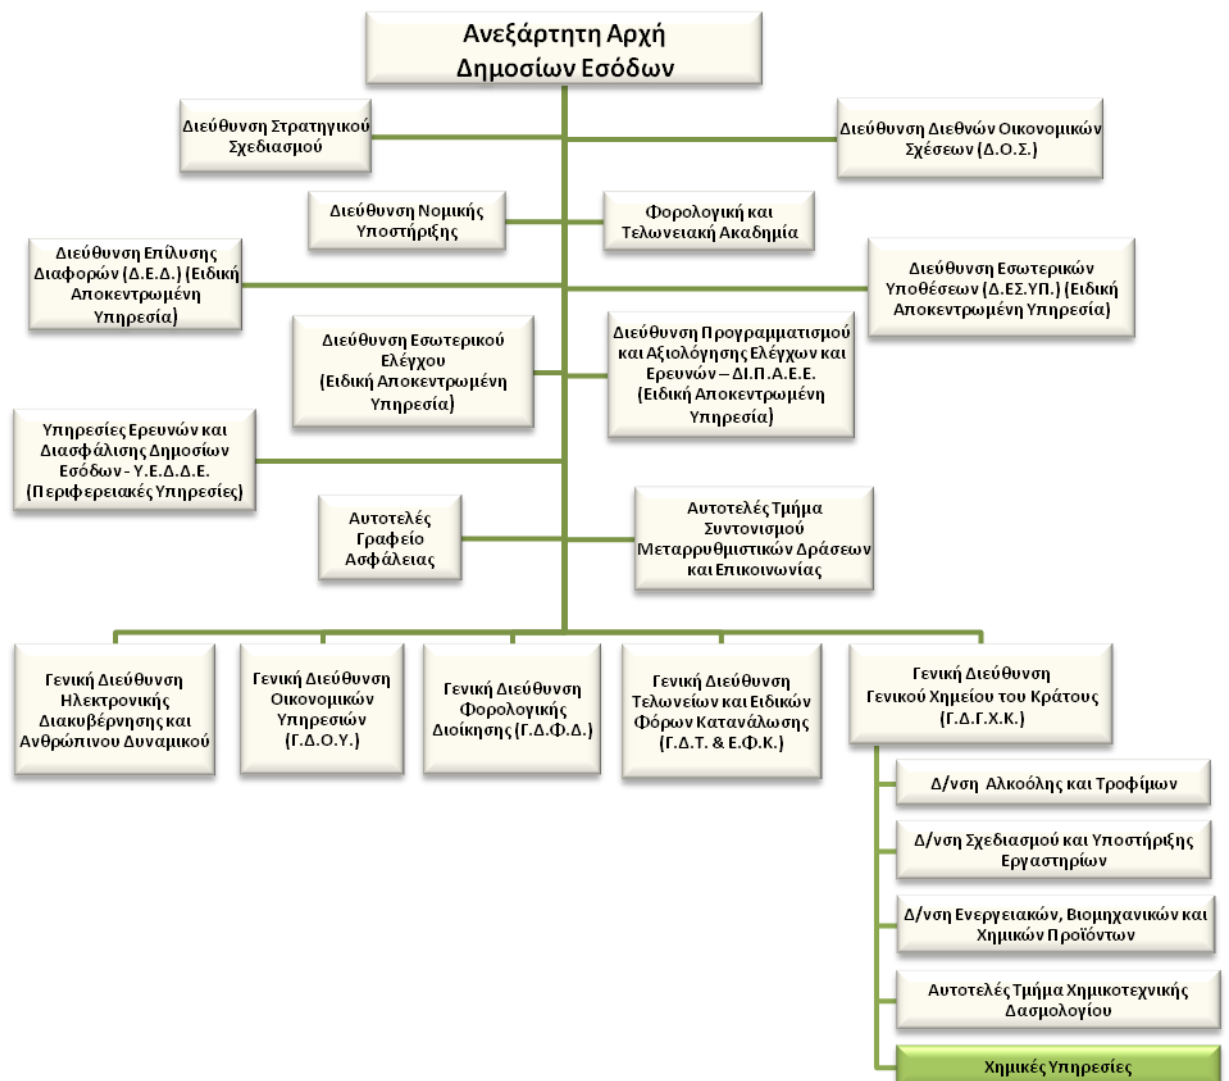 Ανεξάρτητη Αρχή
Δημοσίων Εσόδων
Διεύθυνση Στρατηγικού
Σχεδιασμού
Διεύθυνση Διεθνών Οικονομικών
Σχέσεων (Δ.Ο.Σ.)
Διεύθυνση Νομικής
Υποστήριξης
Φορολογική και
Τελωνειακή Ακαδημία
Διεύθυνση Επίλυσης
Διαφορών (Δ.Ε.Δ.) (Ειδική
Αποκεντρωμένη
Υπηρεσία)
Διεύθυνση Εσωτερικών
Υποθέσεων (Δ.ΕΣ.ΥΠ.) (Ειδική
Αποκεντρωμένη Υπηρεσία)
Διεύθυνση Εσωτερικού
Ελέγχου
(Ειδική Αποκεντρωμένη
Υπηρεσία)
Διεύθυνση Προγραμματισμού
και Αξιολόγησης Ελέγχων και
Ερευνών – ΔΙ.Π.Α.Ε.Ε.
(Ειδική Αποκεντρωμένη
Υπηρεσία)
Υπηρεσίες Ερευνών και
Διασφάλισης Δημοσίων
Εσόδων - Υ.Ε.Δ.Δ.Ε.
(Περιφερειακές Υπηρεσίες)
Αυτοτελές
Γραφείο
Ασφάλειας
Αυτοτελές Τμήμα
Συντονισμού
Μεταρρυθμιστικών Δράσεων
και Επικοινωνίας
Γενική Διεύθυνση
Ηλεκτρονικής
Διακυβέρνησης και
Ανθρώπινου Δυναμικού
Γενική Διεύθυνση
Οικονομικών
Υπηρεσιών
(Γ.Δ.Ο.Υ.)
Γενική Διεύθυνση
Φορολογικής
Διοίκησης (Γ.Δ.Φ.Δ.)
Γενική Διεύθυνση
Τελωνείων και Ειδικών
Φόρων Κατανάλωσης
(Γ.Δ.Τ. & Ε.Φ.Κ.)
Γενική Διεύθυνση
Γενικού Χημείου του Κράτους
(Γ.Δ.Γ.Χ.Κ.)
Δ/νση Αλκοόλης και Τροφίμων
Δ/νση Σχεδιασμού και Υποστήριξης
Εργαστηρίων
Δ/νση Ενεργειακών, Βιομηχανικών και
Χημικών Προϊόντων
Αυτοτελές Τμήμα Χημικοτεχνικής
Δασμολογίου
Χημικές Υπηρεσίες